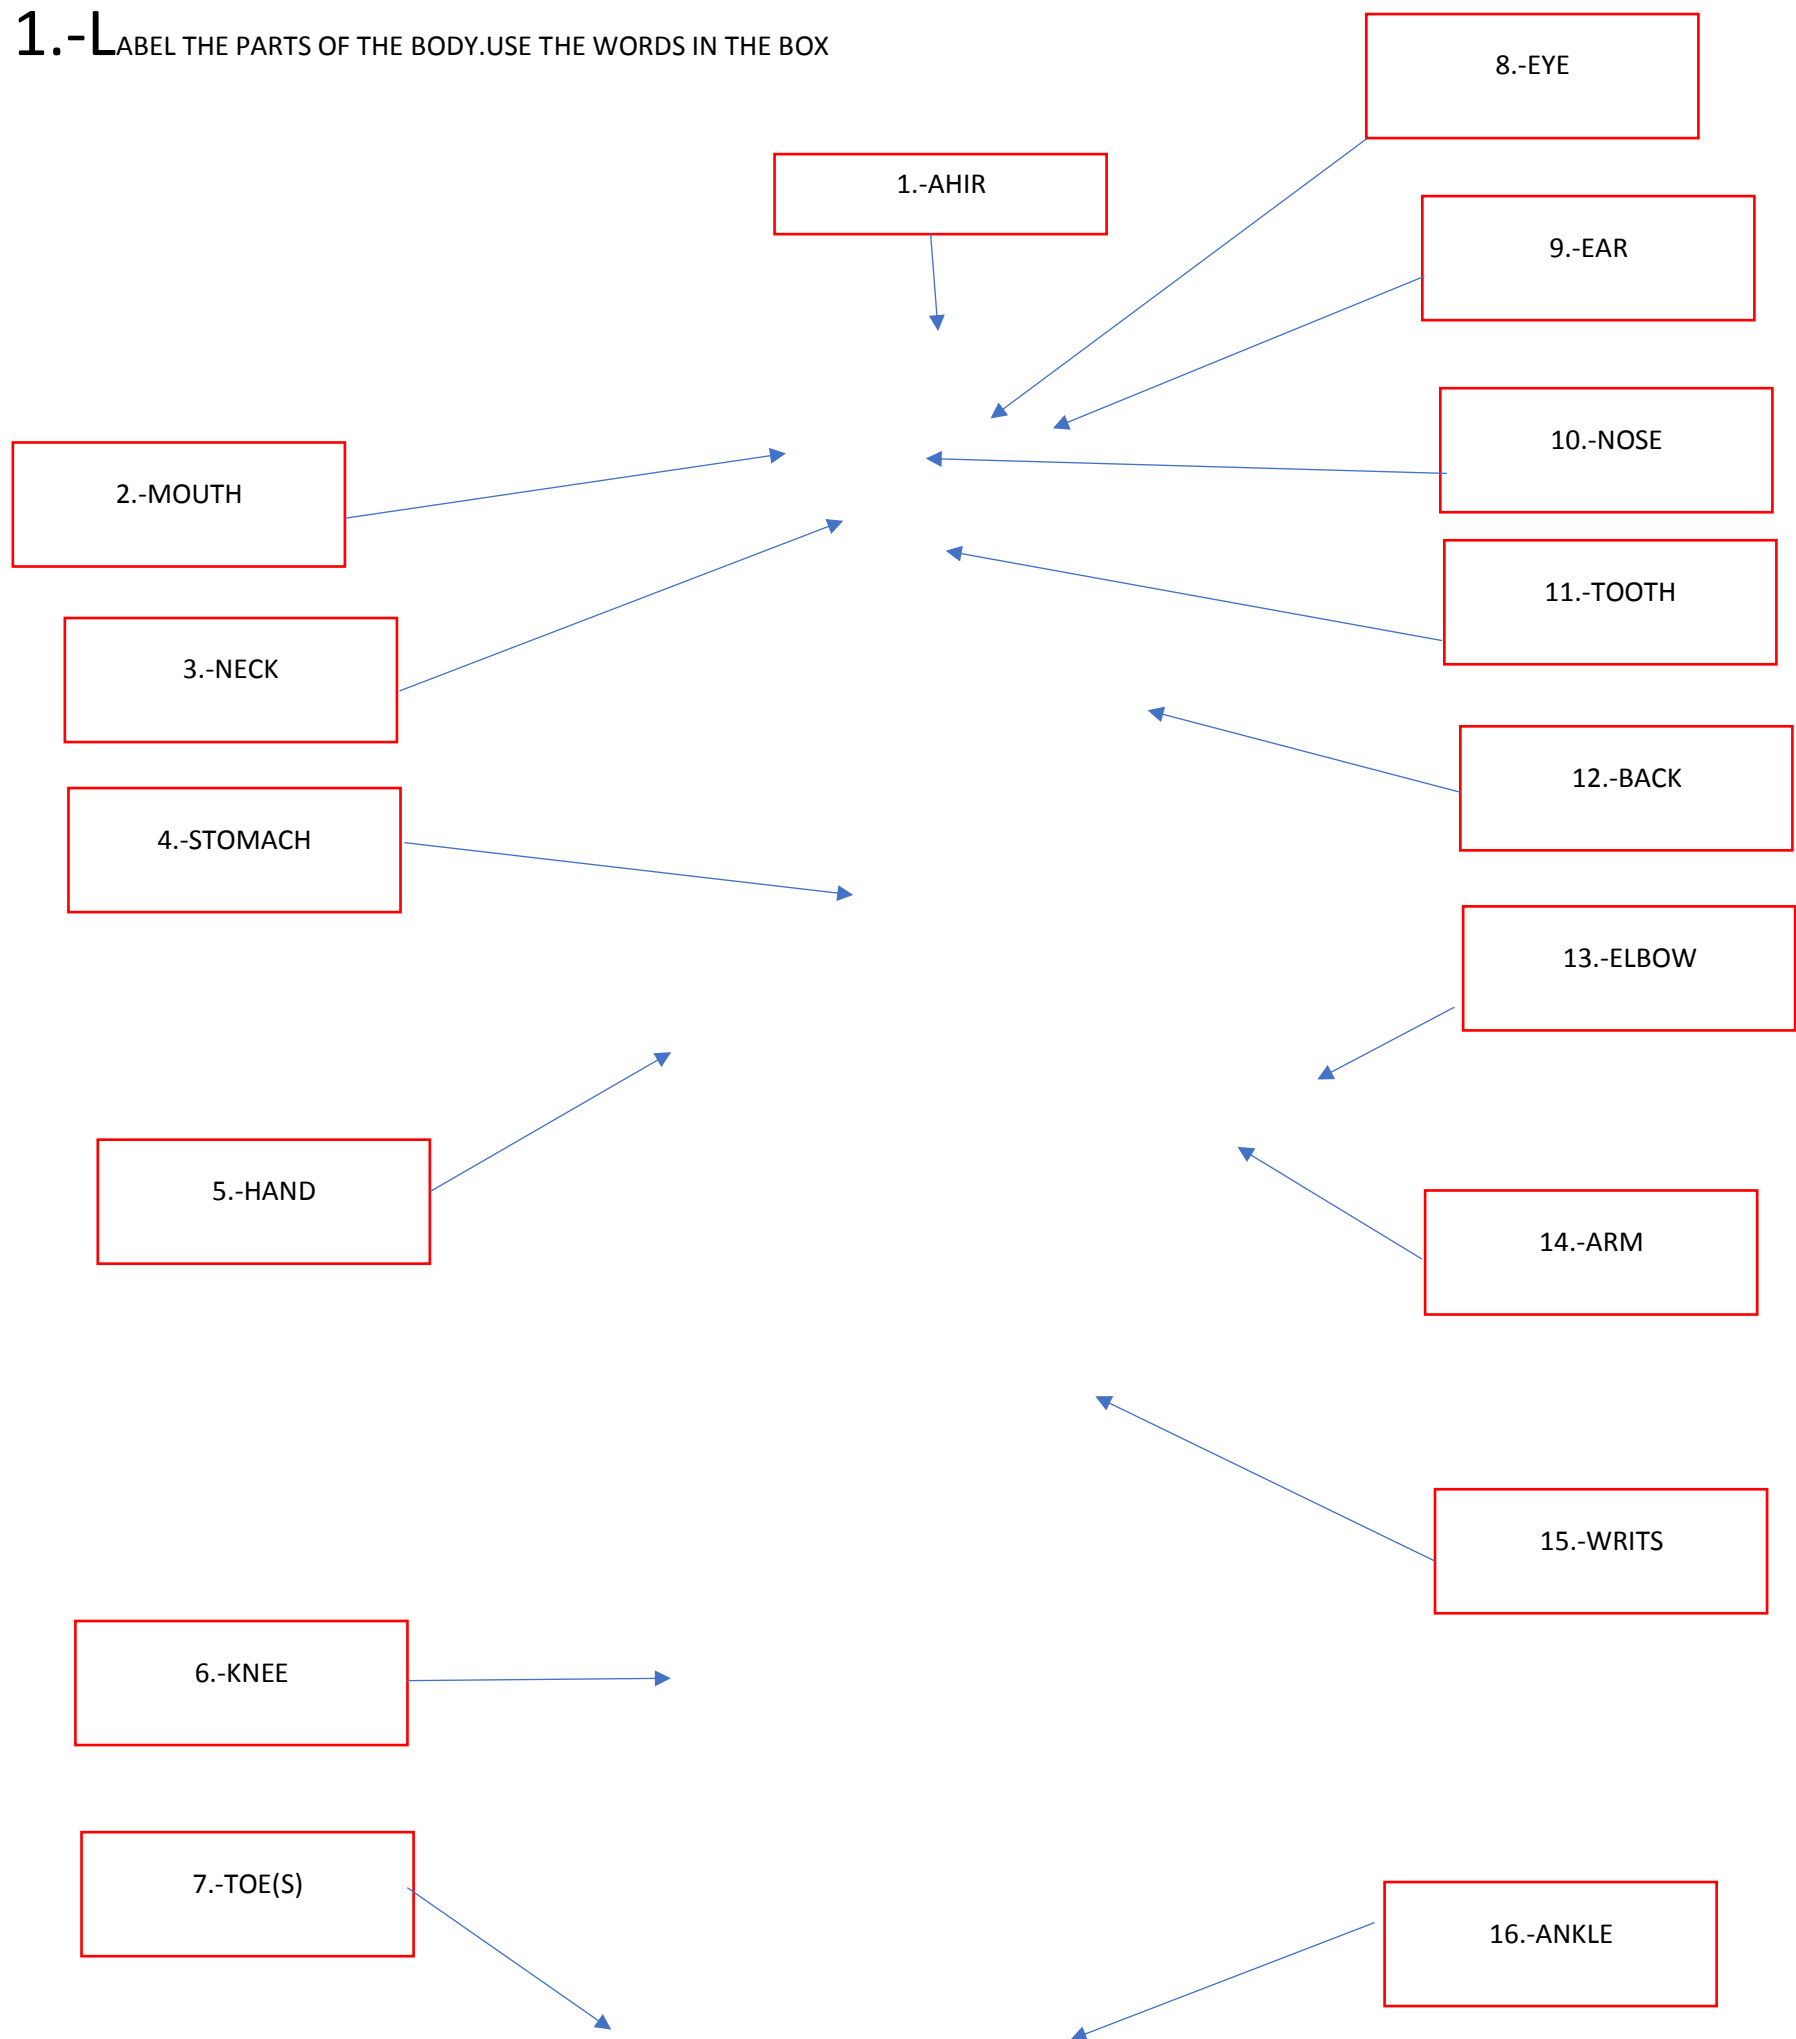 1.-LABEL THE PARTS OF THE BODY.USE THE WORDS IN THE BOX
1.-AHIR
2.-MOUTH
3.-NECK
4.-STOMACH
5.-HAND
6.-KNEE
7.-TOE(S)
8.-EYE
9.-EAR
10.-NOSE
11.-TOOTH
12.-BACK
13.-ELBOW
14.-ARM
15.-WRITS
16.-ANKLE